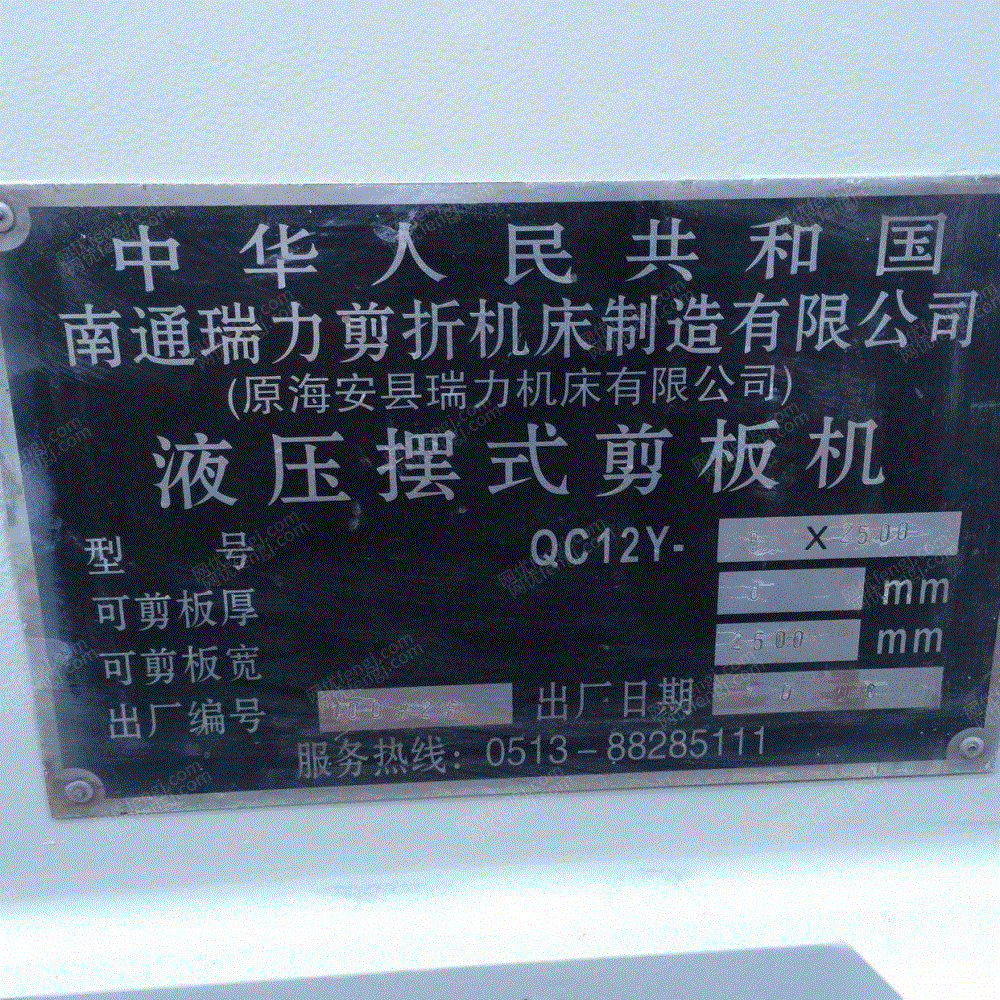 中华人民共和国
南通瑞力剪折机床制造有限公司
(原海安县瑞力机床有限公司)
液压摆式剪板机
型号 QC12Y- X2500
可剪板厚 mm
可剪板宽 2500 mm
出厂编号 出厂日期
服务热线：0513-88285111